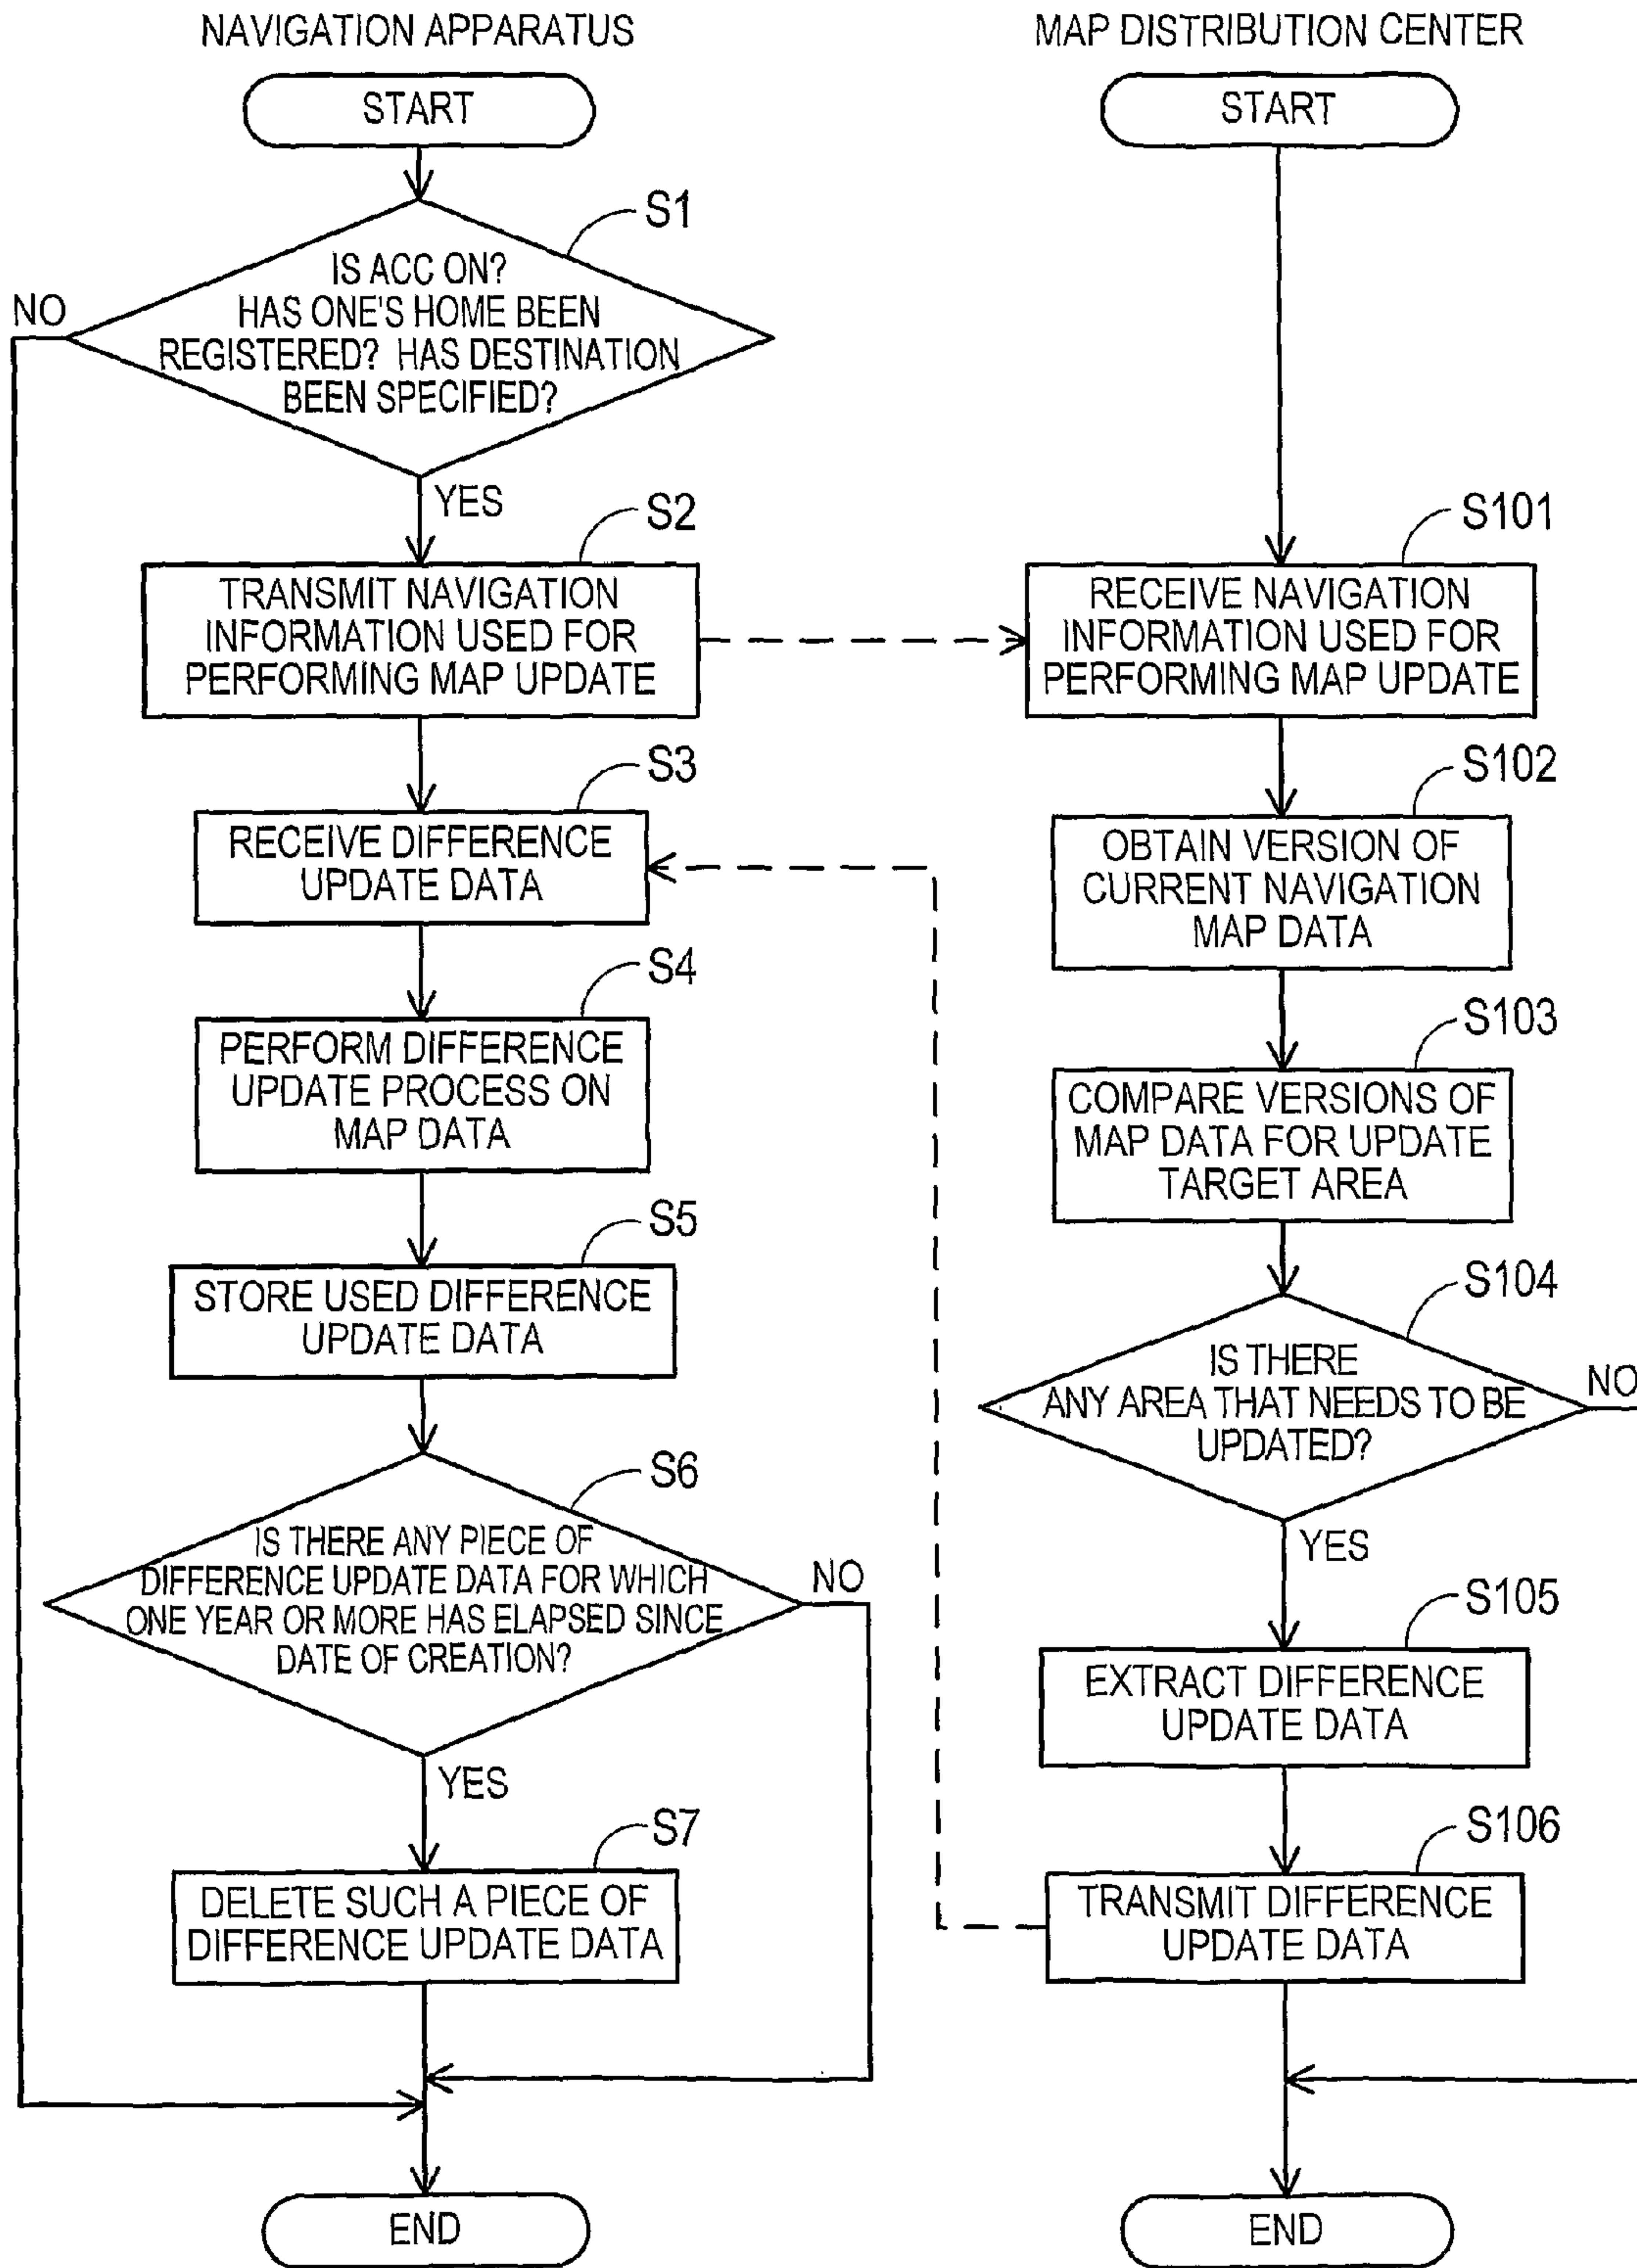 NAVIGATION APPARATUS
START
S1
IS ACC ON?
HAS ONE'S HOME BEEN
REGISTERED? HAS DESTINATION
BEEN SPECIFIED?
NO
YES
S2
TRANSMIT NAVIGATION
INFORMATION USED FOR
PERFORMING MAP UPDATE
S3
RECEIVE DIFFERENCE
UPDATE DATA
S4
PERFORM DIFFERENCE
UPDATE PROCESS ON
MAP DATA
S5
STORE USED DIFFERENCE
UPDATE DATA
S6
IS THERE ANY PIECE OF
DIFFERENCE UPDATE DATA FOR WHICH
ONE YEAR OR MORE HAS ELAPSED SINCE
DATE OF CREATION?
NO
YES
S7
DELETE SUCH A PIECE OF
DIFFERENCE UPDATE DATA
END
MAP DISTRIBUTION CENTER
START
S101
RECEIVE NAVIGATION
INFORMATION USED FOR
PERFORMING MAP UPDATE
S102
OBTAIN VERSION OF
CURRENT NAVIGATION
MAP DATA
S103
COMPARE VERSIONS OF
MAP DATA FOR UPDATE
TARGET AREA
S104
IS THERE
ANY AREA THAT NEEDS TO BE
UPDATED?
NO
YES
S105
EXTRACT DIFFERENCE
UPDATE DATA
S106
TRANSMIT DIFFERENCE
UPDATE DATA
END